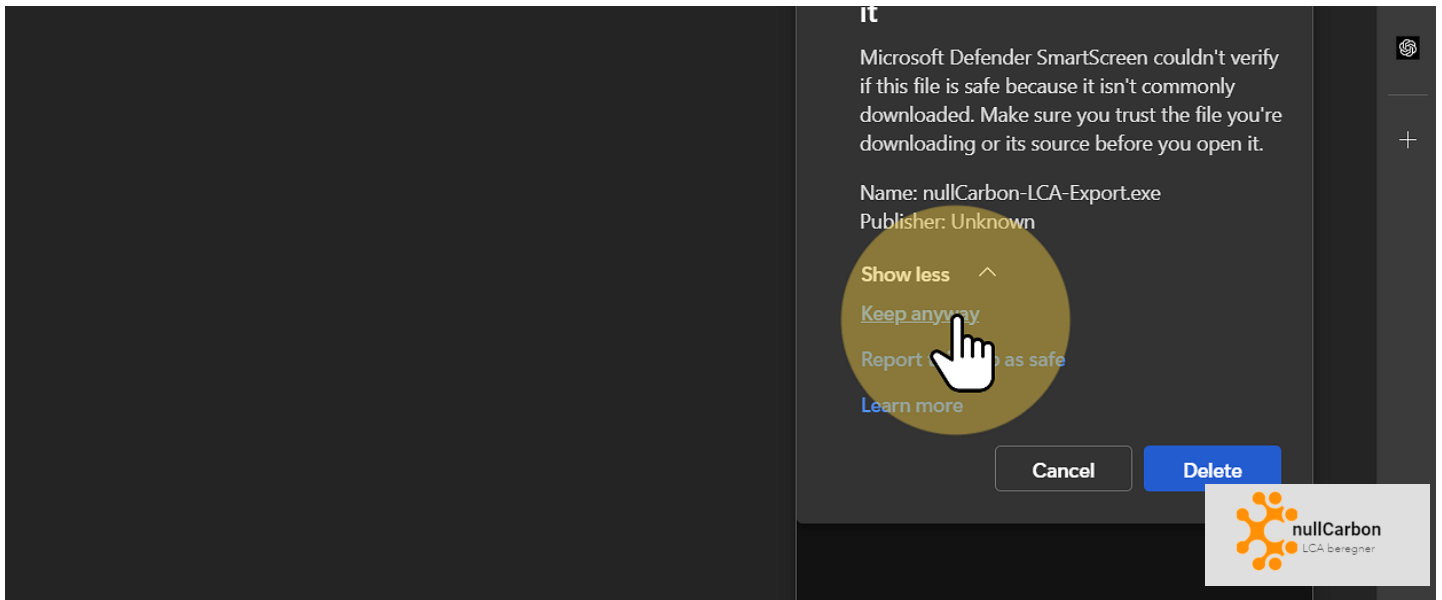 it
Microsoft Defender SmartScreen couldn't verify
if this file is safe because it isn't commonly
downloaded. Make sure you trust the file you're
downloading or its source before you open it.
Name: nullCarbon-LCA-Export.exe
Publisher: Unknown
Show less
Keep anyway
Report as safe
Learn more
Cancel
Delete
nullCarbon
LCA beregner